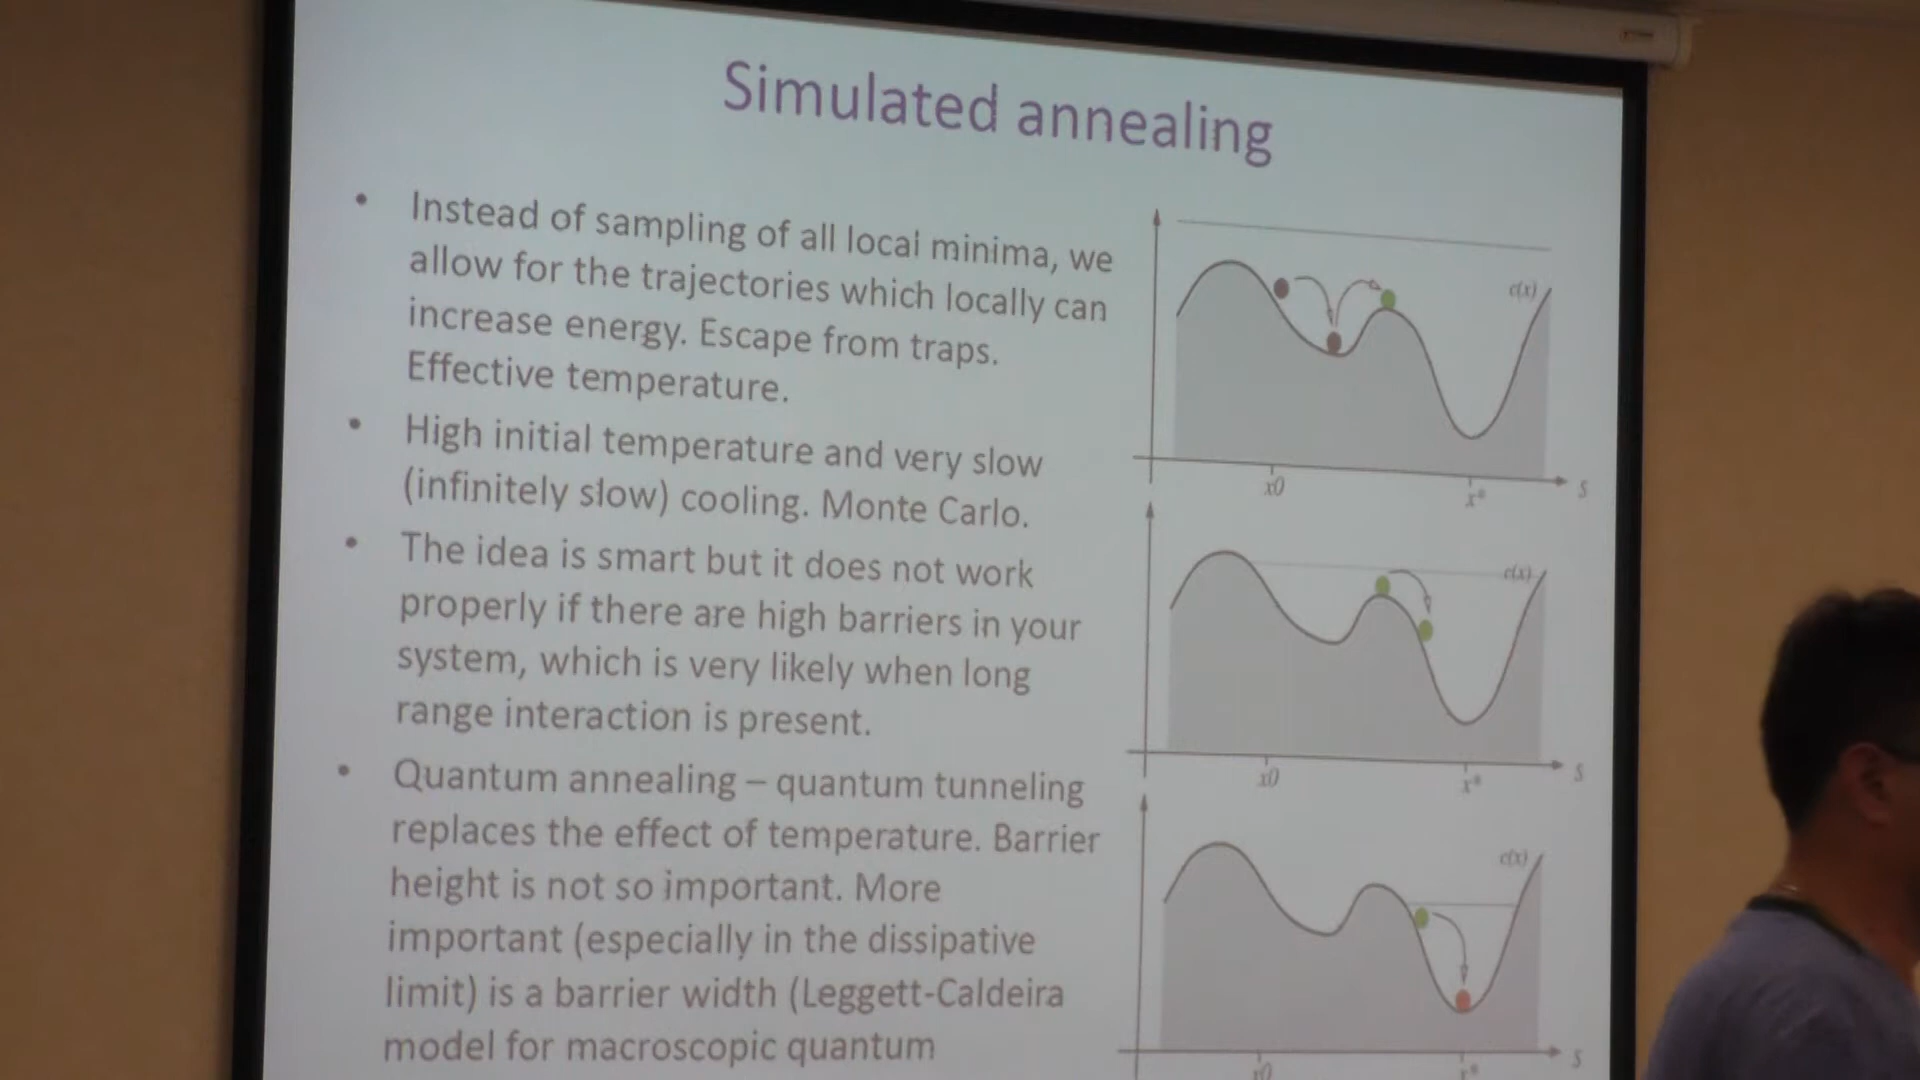 Simulated annealing
• Instead of sampling of all local minima, we
allow for the trajectories which locally can
increase energy. Escape from traps.
Effective temperature.
• High initial temperature and very slow
(infinitely slow) cooling. Monte Carlo.
• The idea is smart but it does not work
properly if there are high barriers in your
system, which is very likely when long
range interaction is present.
• Quantum annealing – quantum tunneling
replaces the effect of temperature. Barrier
height is not so important. More
important (especially in the dissipative
limit) is a barrier width (Leggett-Caldeira
model for macroscopic quantum
c(x)
x0
x*
S
c(x)
x0
x*
S
c(x)
x0
x*
S